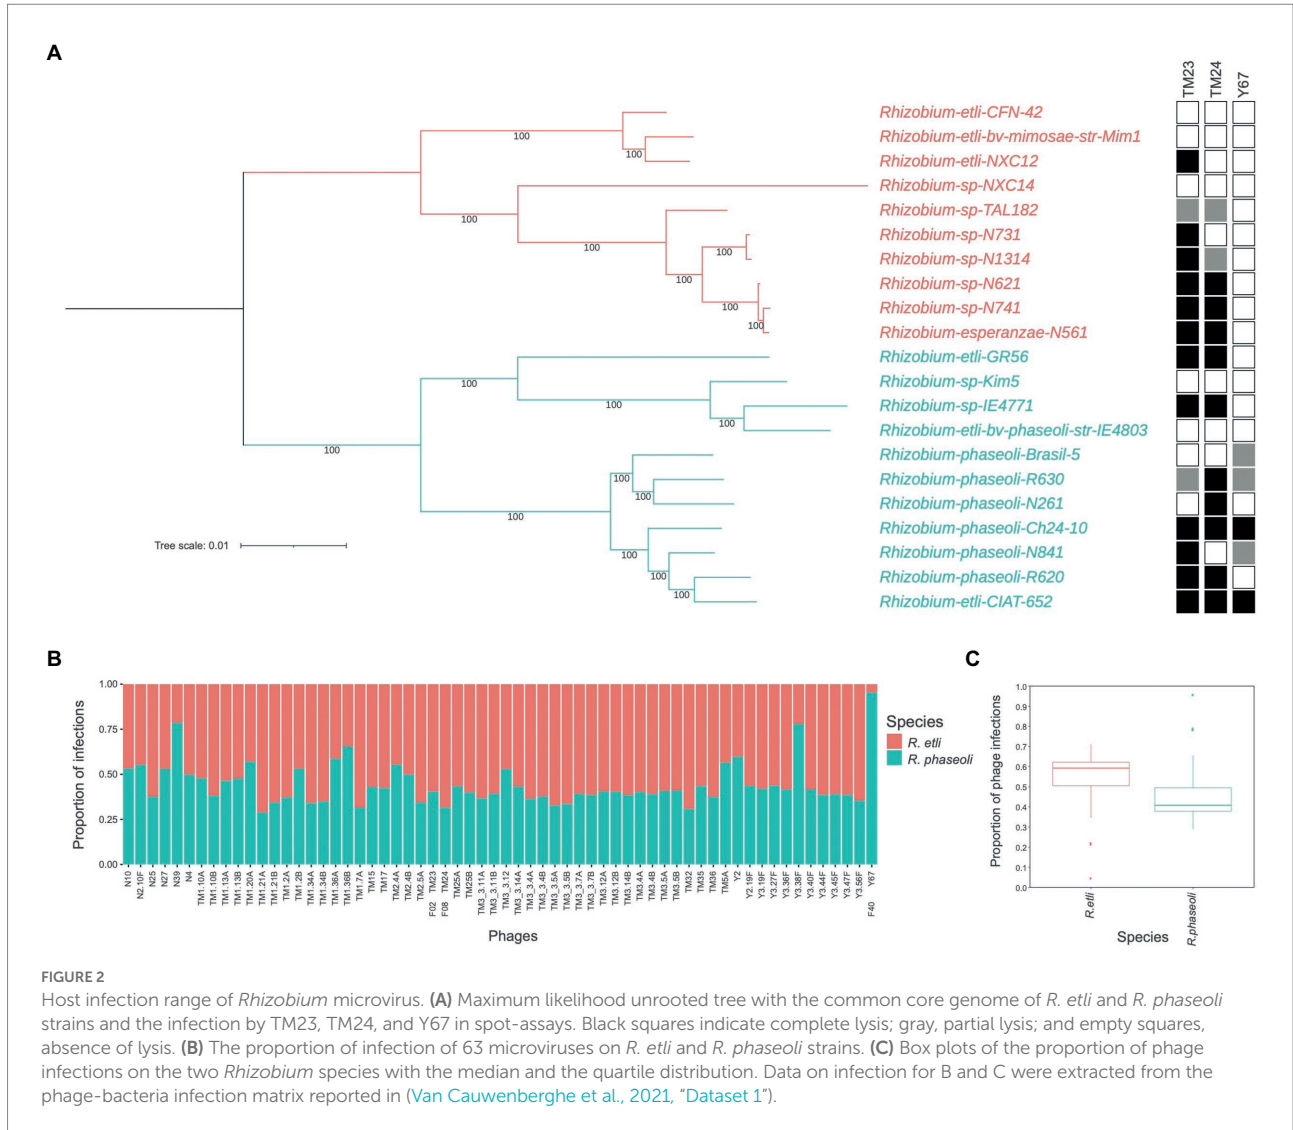 A
TM23
TM24
Y67
Rhizobium-etli-CFN-42
100
Rhizobium-etli-bv-mimosae-str-Mim1
100
Rhizobium-etli-NXC12
Rhizobium-sp-NXC14
100
Rhizobium-sp-TAL182
Rhizobium-sp-N731
100
100
Rhizobium-sp-N1314
100
Rhizobium-sp-N621
100
Rhizobium-sp-N741
100
Rhizobium-esperanzae-N561
Rhizobium-etli-GR56
100
Rhizobium-sp-Kim5
100
Rhizobium-sp-IE4771
100
Rhizobium-etli-bv-phaseoli-str-IE4803
100
Rhizobium-phaseoli-Brasil-5
100
Rhizobium-phaseoli-R630
100
Rhizobium-phaseoli-N261
100
Rhizobium-phaseoli-Ch24-10
100
Rhizobium-phaseoli-N841
100
Rhizobium-phaseoli-R620
100
Rhizobium-etli-CIAT-652
Tree scale: 0.01
B
Proportion of infections
1.00
0.75
0.50
0.25
0.00
N10
N2.10F
N25
N27
N39
N4
TM1.10A
TM1.10B
TM1.13A
TM1.13B
TM1.20A
TM1.21A
TM1.21B
TM1.2A
TM1.2B
TM1.34A
TM1.34B
TM1.36A
TM1.36B
TM1.7A
TM15
TM17
TM2.4A
TM2.4B
TM2.5A
TM23
F02
TM24
F08
TM25A
TM25B
TM3_3.11A
TM3_3.11B
TM3_3.12
TM3_3.14A
TM3_3.4A
TM3_3.4B
TM3_3.5A
TM3_3.5B
TM3_3.7A
TM3_3.7B
TM3.12A
TM3.12B
TM3.14B
TM3.4A
TM3.4B
TM3.5A
TM3.5B
TM32
TM35
TM36
TM5A
Y2
Y2.19F
Y3.19F
Y3.27F
Y3.36F
Y3.38F
Y3.40F
Y3.44F
Y3.45F
Y3.47F
Y3.56F
Y67
F40
Phages
Species
R. etli
R. phaseoli
C
Proportion of phage infections
1.0
0.9
0.8
0.7
0.6
0.5
0.4
0.3
0.2
0.1
0.0
R.etli
R.phaseoli
Species
FIGURE 2
Host infection range of Rhizobium microvirus. (A) Maximum likelihood unrooted tree with the common core genome of R. etli and R. phaseoli
strains and the infection by TM23, TM24, and Y67 in spot-assays. Black squares indicate complete lysis; gray, partial lysis; and empty squares,
absence of lysis. (B) The proportion of infection of 63 microviruses on R. etli and R. phaseoli strains. (C) Box plots of the proportion of phage
infections on the two Rhizobium species with the median and the quartile distribution. Data on infection for B and C were extracted from the
phage-bacteria infection matrix reported in (Van Cauwenberghe et al., 2021, "Dataset 1").